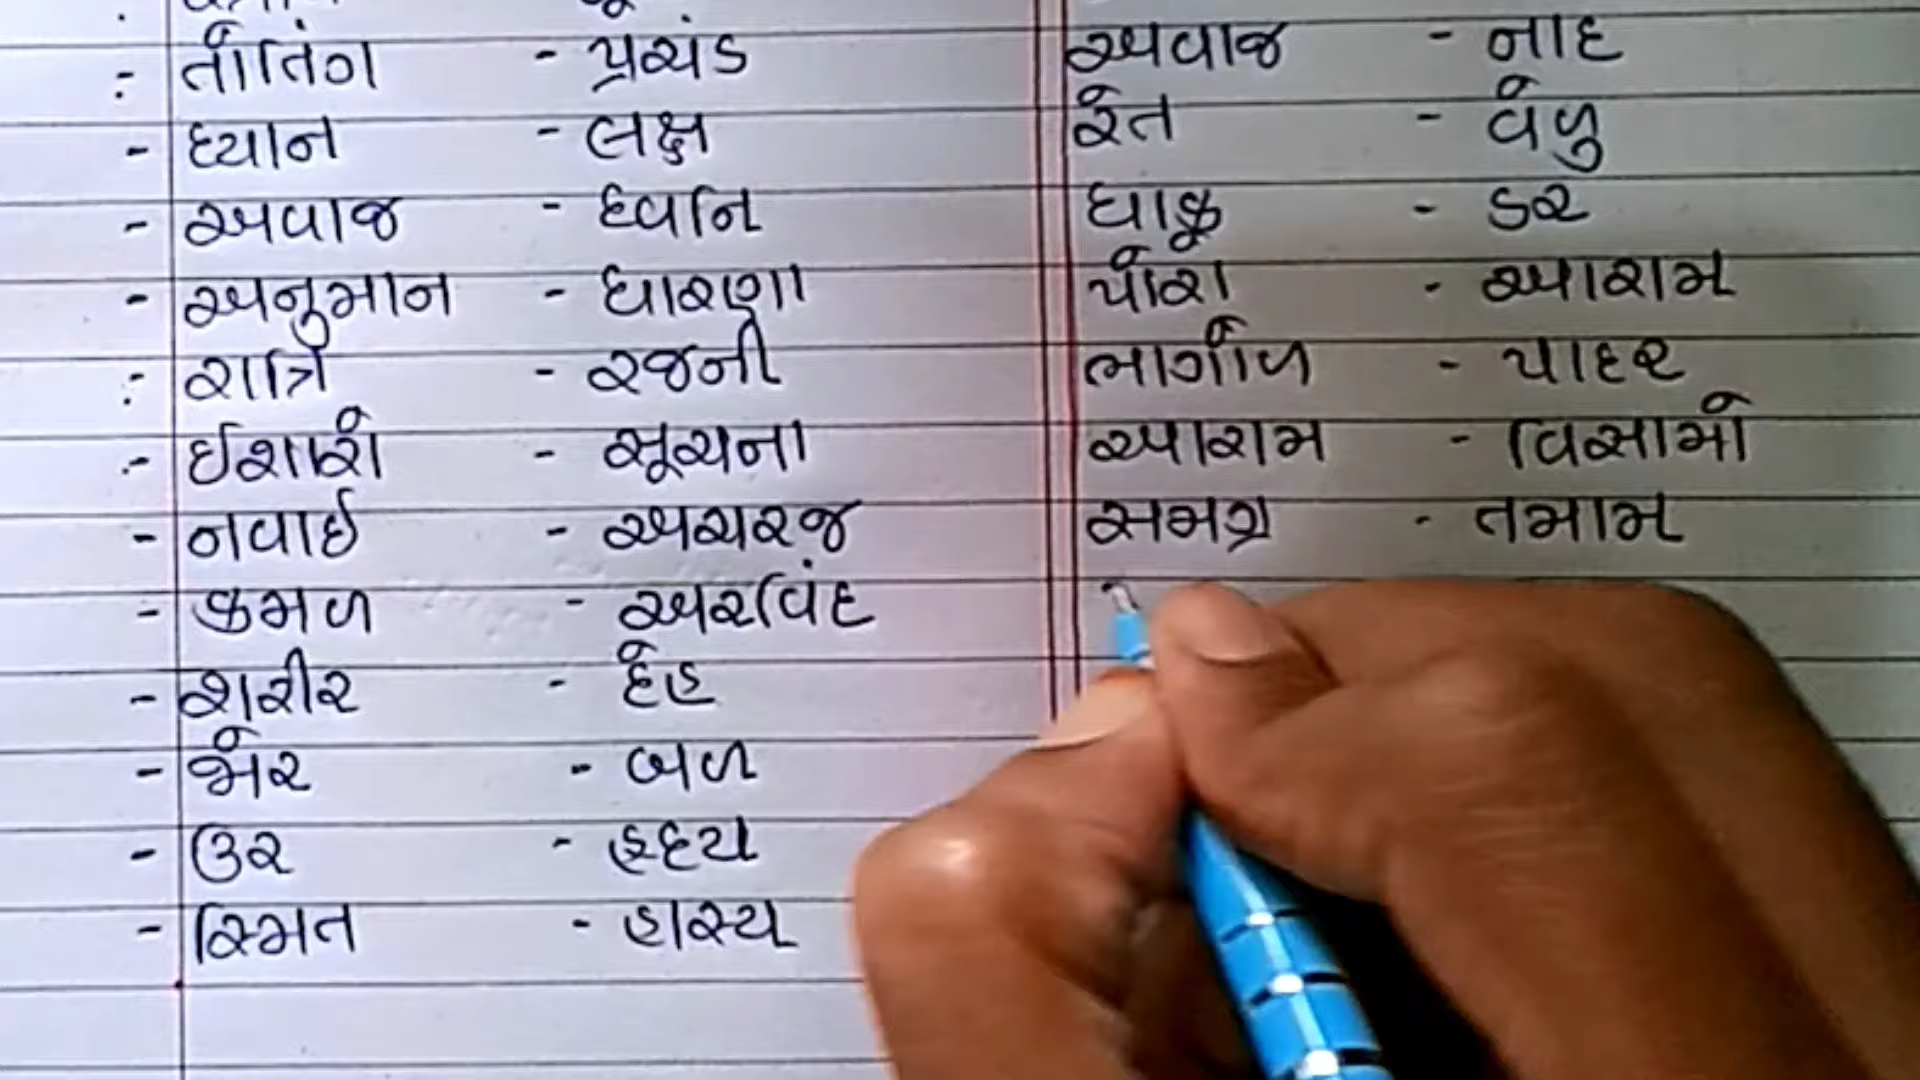 તોતિંગ - પ્રચંડ
ધ્યાન - લક્ષ
અવાજ - ધ્વનિ
અનુમાન - ધારણા
રાત્રિ - રજની
ઈશારો - સૂચના
નવાઈ - અચરજ
કમળ - અરવિંદ
શરીર - દેહ
જોર - બળ
ઉર - હૃદય
સ્મિત - હાસ્ય
અવાજ - નાદ
રેત - વેળુ
ધાક - ડર
પોરો - આરામ
ભાગોળ - પાદર
આરામ - વિસામો
સમગ્ર - તમામ